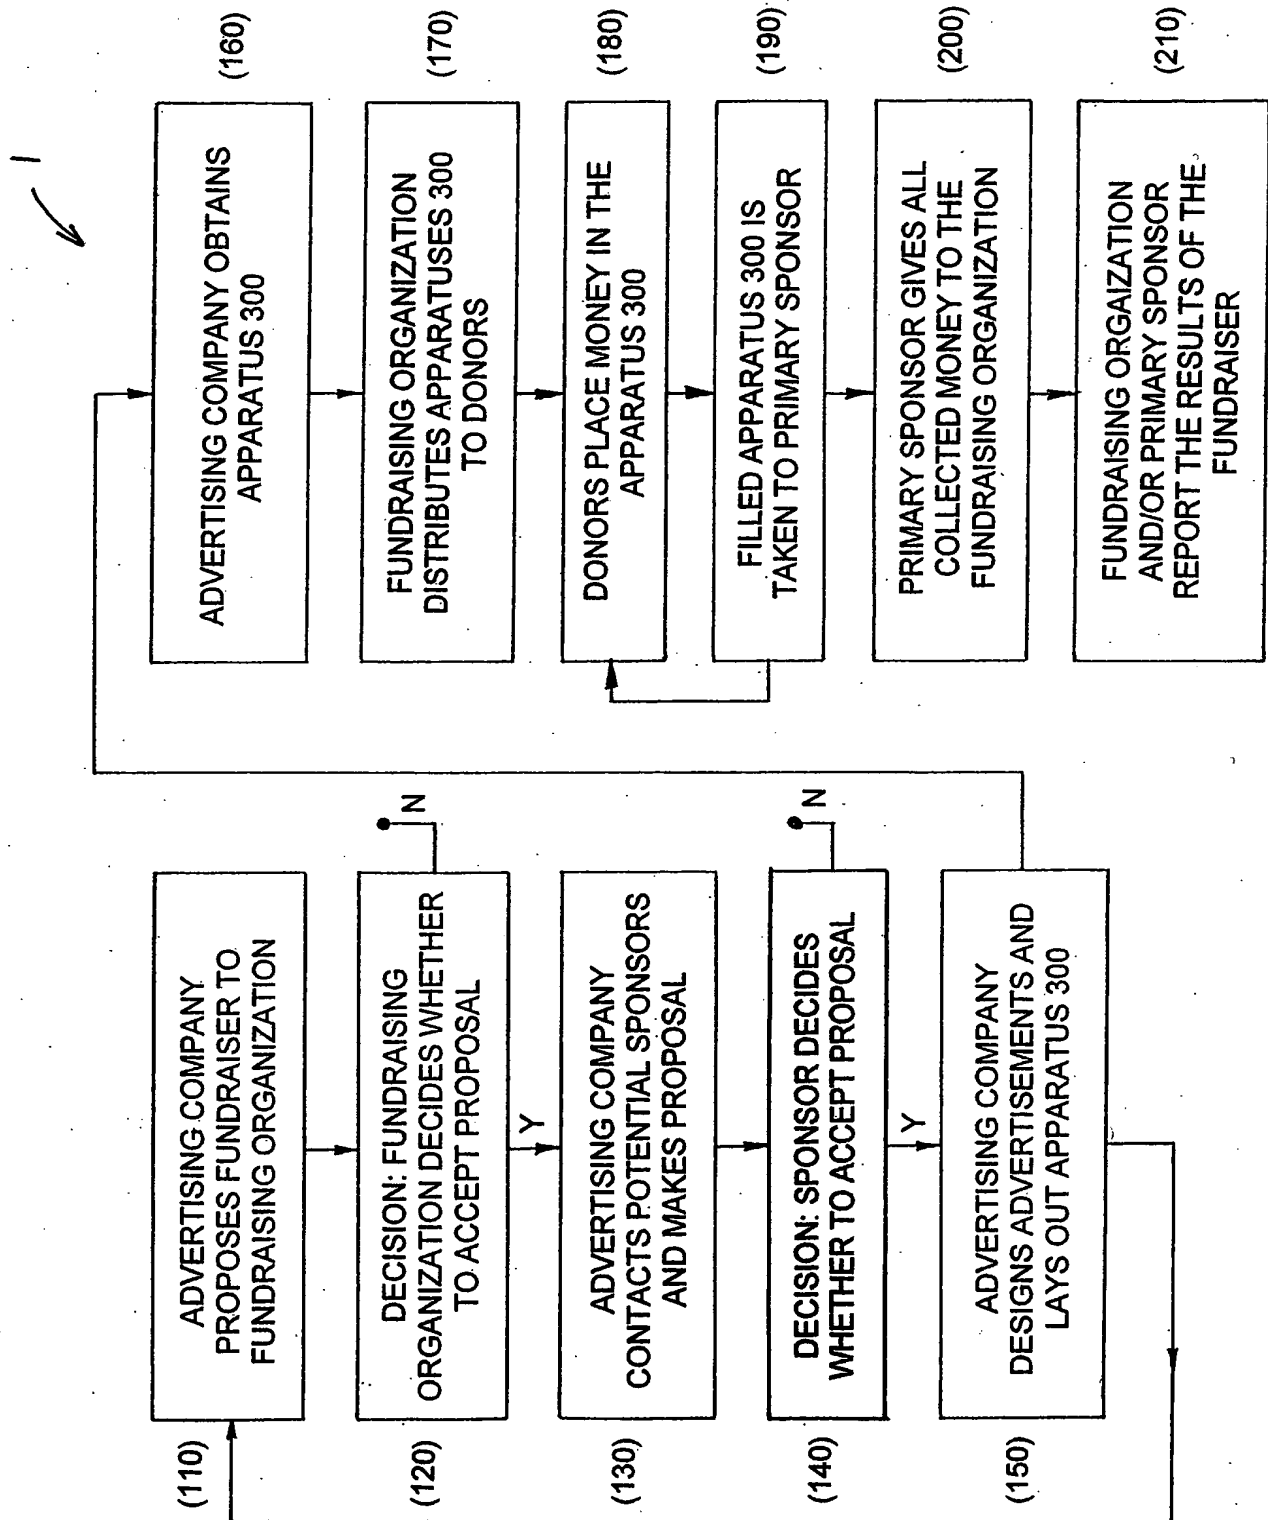 1
(110)
ADVERTISING COMPANY
PROPOSES FUNDRAISER TO
FUNDRAISING ORGANIZATION
(120)
DECISION: FUNDRAISING
ORGANIZATION DECIDES WHETHER
TO ACCEPT PROPOSAL
N
Y
(130)
ADVERTISING COMPANY
CONTACTS POTENTIAL SPONSORS
AND MAKES PROPOSAL
(140)
DECISION: SPONSOR DECIDES
WHETHER TO ACCEPT PROPOSAL
N
Y
(150)
ADVERTISING COMPANY
DESIGNS ADVERTISEMENTS AND
LAYS OUT APPARATUS 300
ADVERTISING COMPANY OBTAINS
APPARATUS 300
(160)
FUNDRAISING ORGANIZATION
DISTRIBUTES APPARATUSES 300
TO DONORS
(170)
DONORS PLACE MONEY IN THE
APPARATUS 300
(180)
FILLED APPARATUS 300 IS
TAKEN TO PRIMARY SPONSOR
(190)
PRIMARY SPONSOR GIVES ALL
COLLECTED MONEY TO THE
FUNDRAISING ORGANIZATION
(200)
FUNDRAISING ORGAIZATION
AND/OR PRIMARY SPONSOR
REPORT THE RESULTS OF THE
FUNDRAISER
(210)